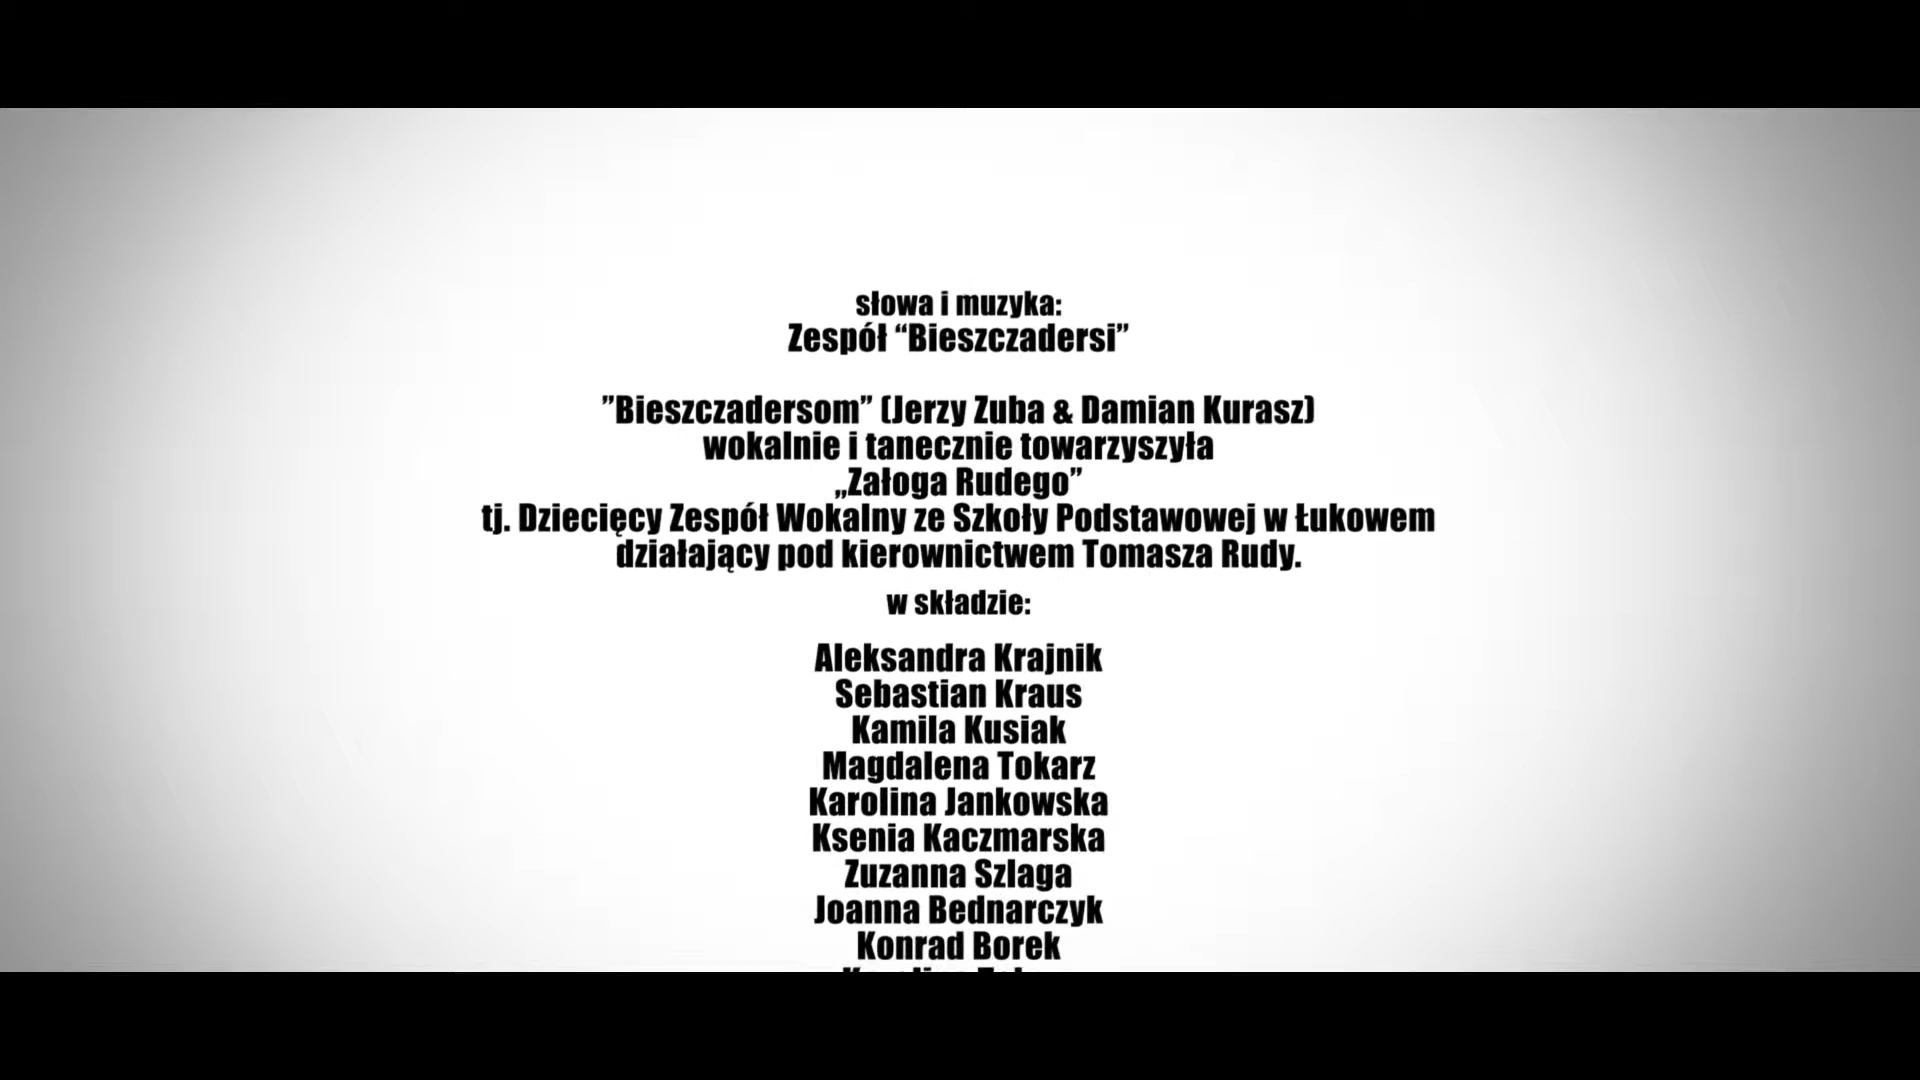 słowa i muzyka:
Zespół “Bieszczadersi”
”Bieszczadersom” (Jerzy Zuba & Damian Kurasz)
wokalnie i tanecznie towarzyszyła
„Załoga Rudego”
tj. Dziecięcy Zespół Wokalny ze Szkoły Podstawowej w Łukowem
działający pod kierownictwem Tomasza Rudy.
w składzie:
Aleksandra Krajnik
Sebastian Kraus
Kamila Kusiak
Magdalena Tokarz
Karolina Jankowska
Ksenia Kaczmarska
Zuzanna Szlaga
Joanna Bednarczyk
Konrad Borek